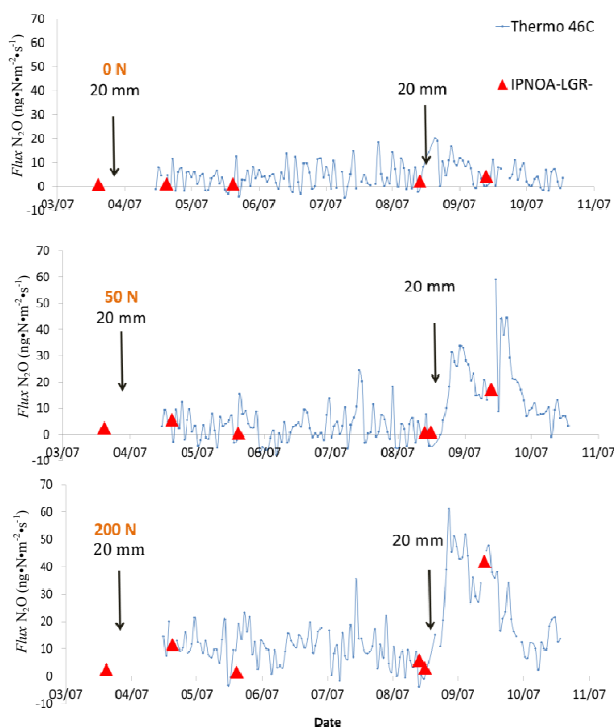 Thermo 46C
IPNOA-LGR-
Flux N₂O (ng•N•m⁻²•s⁻¹)
70
60
50
40
30
20
10
0
-10
0 N
20 mm
20 mm
03/07 04/07 05/07 06/07 07/07 08/07 09/07 10/07 11/07
Flux N₂O (ng•N•m⁻²•s⁻¹)
70
60
50
40
30
20
10
0
-10
50 N
20 mm
20 mm
03/07 04/07 05/07 06/07 07/07 08/07 09/07 10/07 11/07
Flux N₂O (ng•N•m⁻²•s⁻¹)
70
60
50
40
30
20
10
0
-10
200 N
20 mm
20 mm
03/07 04/07 05/07 06/07 07/07 08/07 09/07 10/07 11/07
Date